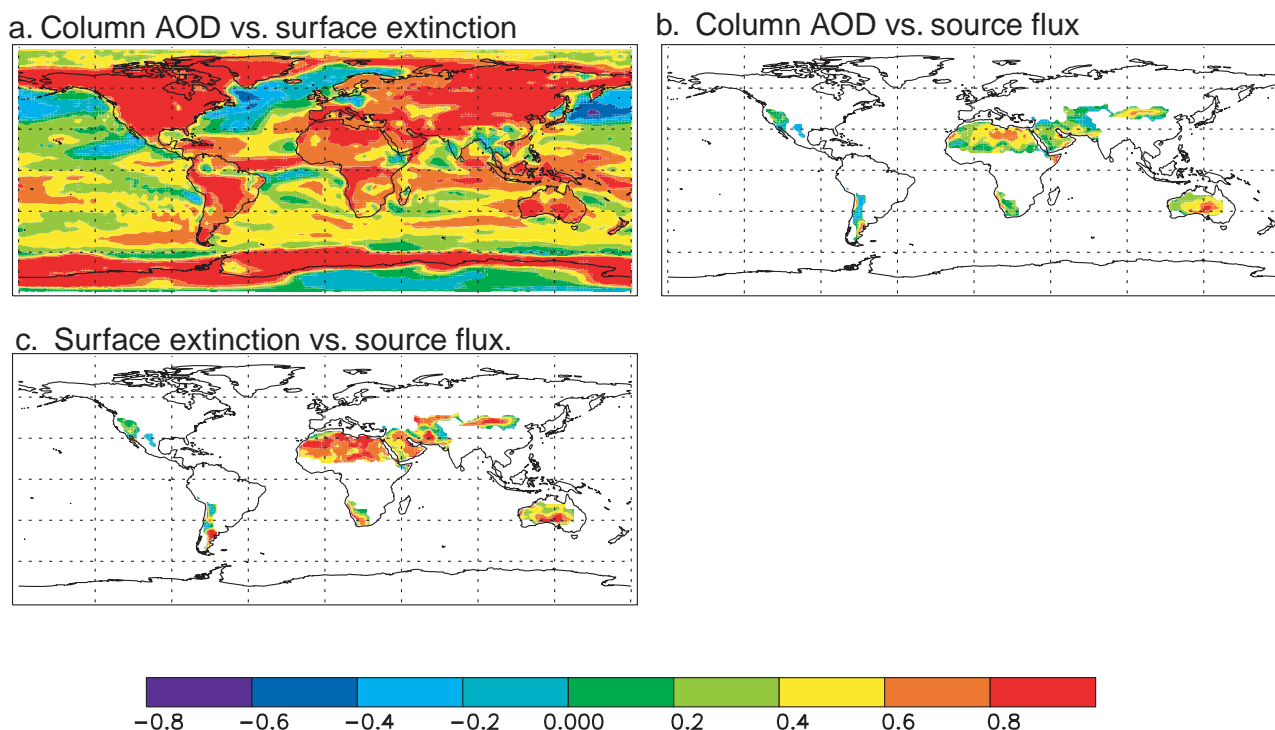 a. Column AOD vs. surface extinction
b. Column AOD vs. source flux
c. Surface extinction vs. source flux.
-0.8 -0.6 -0.4 -0.2 0.000 0.2 0.4 0.6 0.8